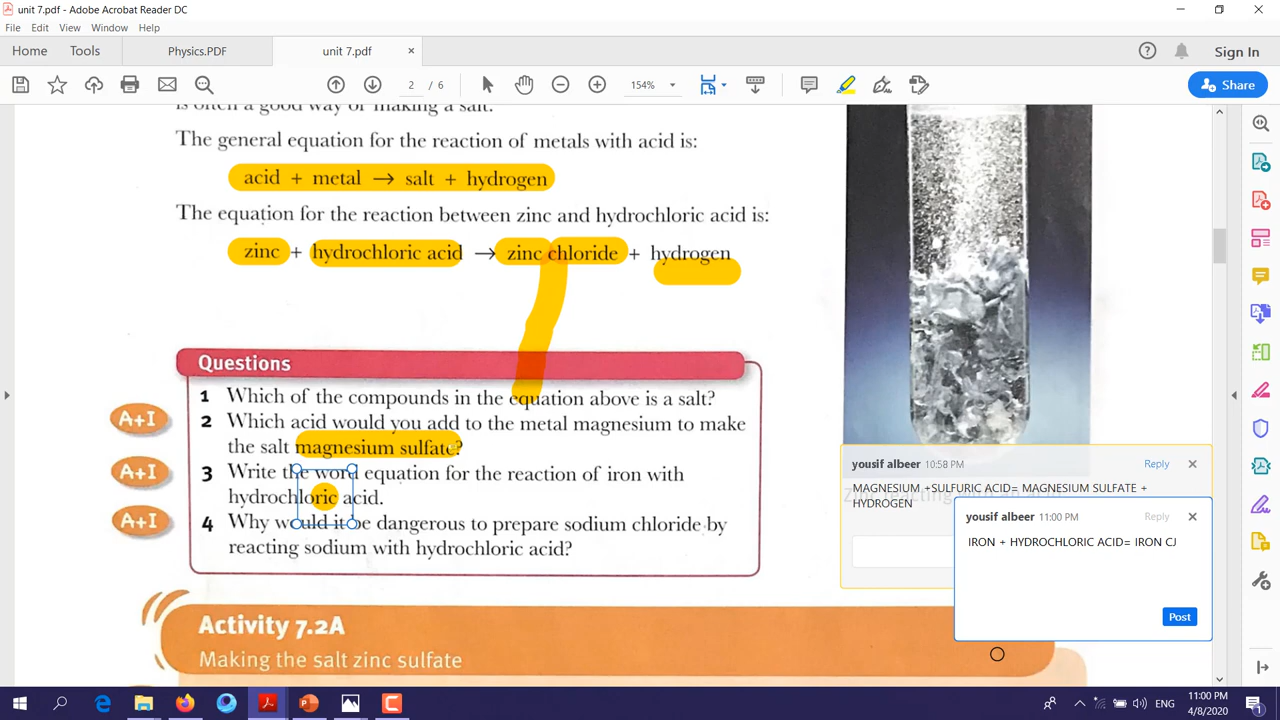 unit 7.pdf - Adobe Acrobat Reader DC
File Edit View Window Help
Home Tools Physics.PDF unit 7.pdf × Sign In
2 / 6 154% Share
is often a good way of making a salt.
The general equation for the reaction of metals with acid is:
acid + metal → salt + hydrogen
The equation for the reaction between zinc and hydrochloric acid is:
zinc + hydrochloric acid → zinc chloride + hydrogen
Questions
1 Which of the compounds in the equation above is a salt?
A+I 2 Which acid would you add to the metal magnesium to make
the salt magnesium sulfate?
A+I 3 Write the word equation for the reaction of iron with
hydrochloric acid.
A+I 4 Why would it be dangerous to prepare sodium chloride by
reacting sodium with hydrochloric acid?
yousif albeer 10:58 PM Reply
MAGNESIUM +SULFURIC ACID= MAGNESIUM SULFATE +
HYDROGEN
yousif albeer 11:00 PM Reply
IRON + HYDROCHLORIC ACID= IRON CJ
Post
Activity 7.2A
Making the salt zinc sulfate
ENG 11:00 PM
4/8/2020 1